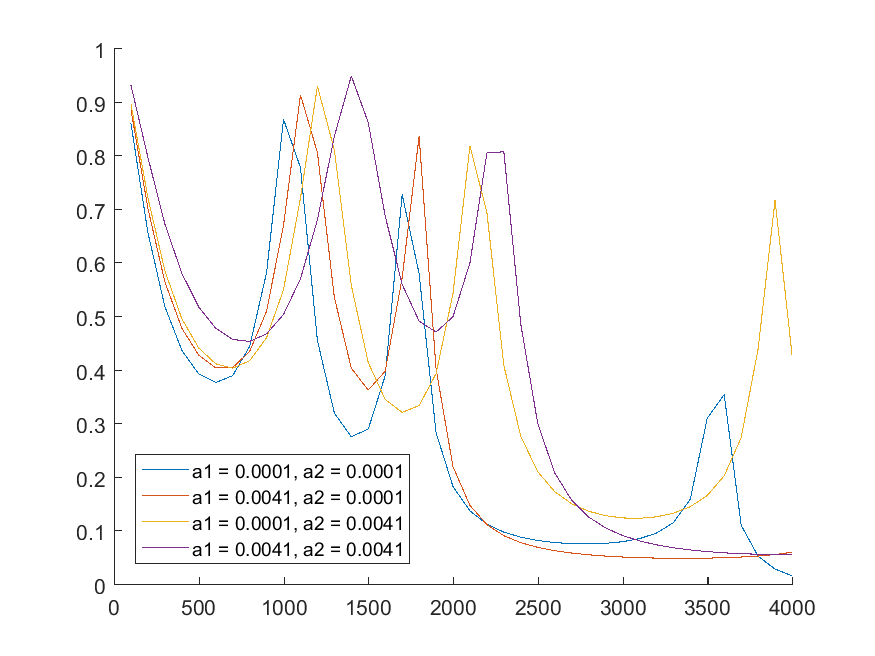 1
0.9
0.8
0.7
0.6
0.5
0.4
0.3
0.2
0.1
0
a1 = 0.0001, a2 = 0.0001
a1 = 0.0041, a2 = 0.0001
a1 = 0.0001, a2 = 0.0041
a1 = 0.0041, a2 = 0.0041
0 500 1000 1500 2000 2500 3000 3500 4000